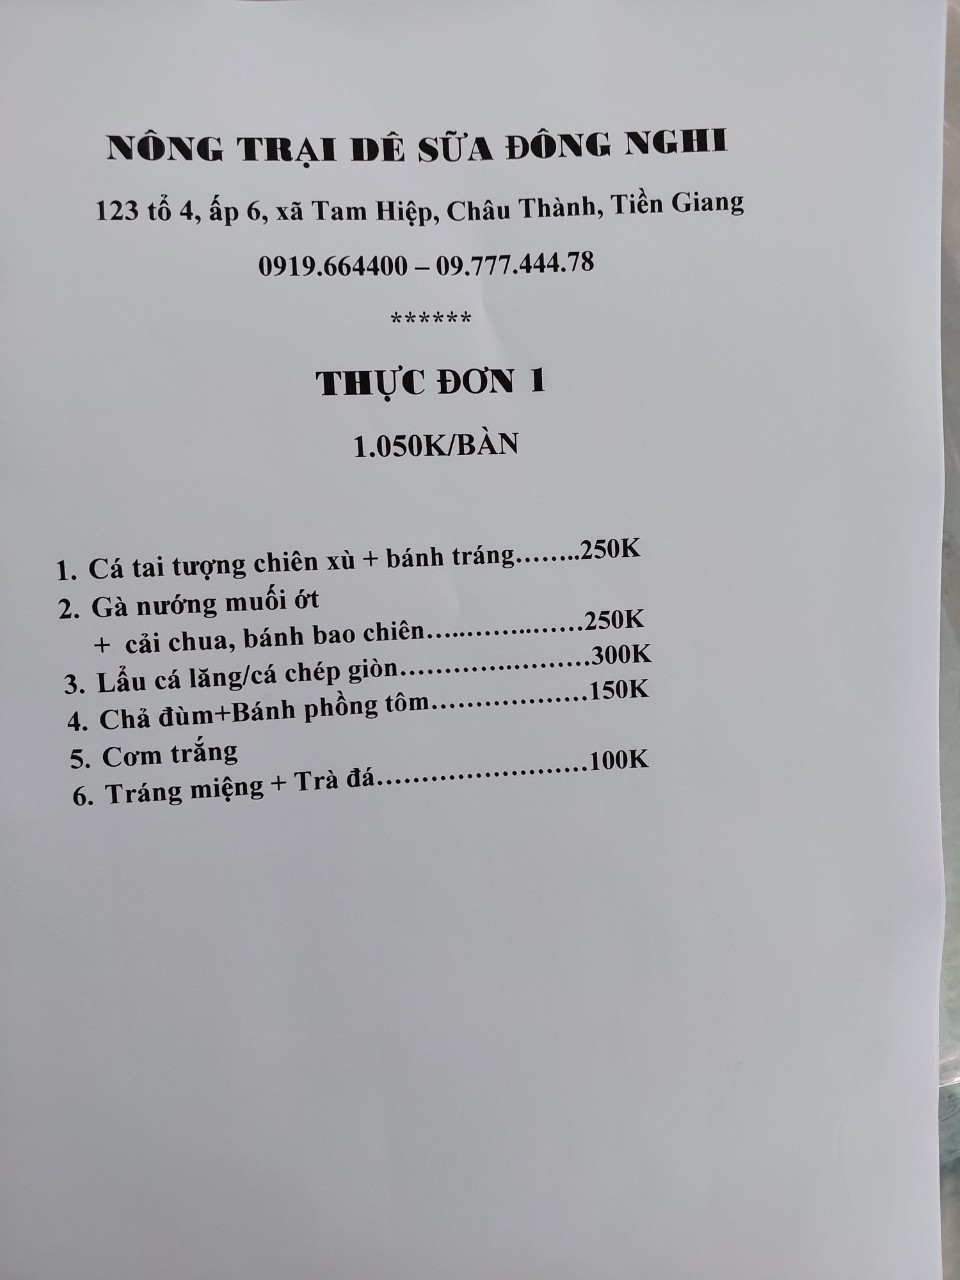 NÔNG TRẠI DÊ SỮA ĐÔNG NGHI
123 tổ 4, ấp 6, xã Tam Hiệp, Châu Thành, Tiền Giang
0919.664400 – 09.777.444.78
******
THỰC ĐƠN 1
1.050K/BÀN
1. Cá tai tượng chiên xù + bánh tráng........250K
2. Gà nướng muối ớt
+ cải chua, bánh bao chiên.......................250K
3. Lẩu cá lăng/cá chép giòn............................300K
4. Chả đùm+Bánh phồng tôm.......................150K
5. Cơm trắng
6. Tráng miệng + Trà đá...............................100K